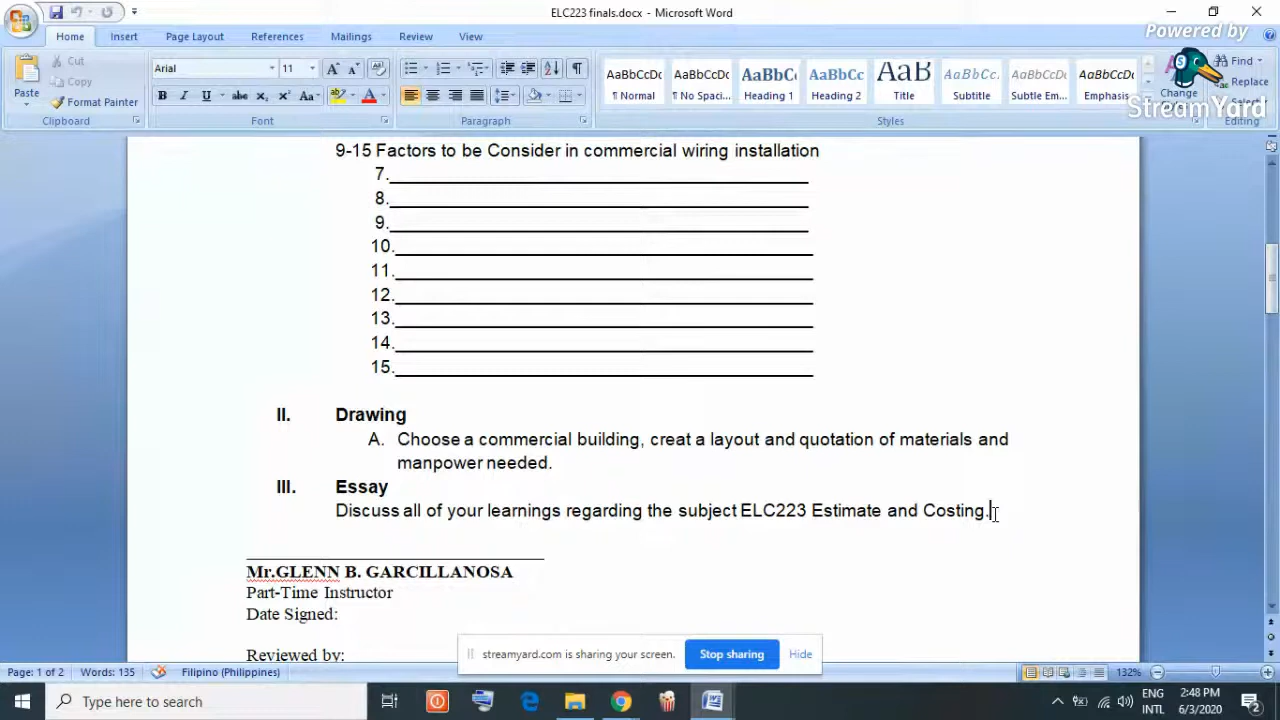 ELC223 finals.docx - Microsoft Word
Powered by
StreamYard
Home Insert Page Layout References Mailings Review View
Paste
Cut
Copy
Format Painter
Clipboard
Arial 11
Font
Paragraph
AaBbCcDc AaBbCcDc AaBbCc AaBbCc AaB AaBbCc. AaBbCcDc AaBbCcDc
¶ Normal ¶ No Spaci... Heading 1 Heading 2 Title Subtitle Subtle Em... Emphasis
Change
Styles
Find
Replace
Editing
9-15 Factors to be Consider in commercial wiring installation
7.
8.
9.
10.
11.
12.
13.
14.
15.
II. Drawing
A. Choose a commercial building, creat a layout and quotation of materials and
manpower needed.
III. Essay
Discuss all of your learnings regarding the subject ELC223 Estimate and Costing.
Mr.GLENN B. GARCILLANOSA
Part-Time Instructor
Date Signed:
Reviewed by:
streamyard.com is sharing your screen. Stop sharing Hide
Page: 1 of 2 Words: 135 Filipino (Philippines) 132%
Type here to search
ENG
INTL
2:48 PM
6/3/2020
2